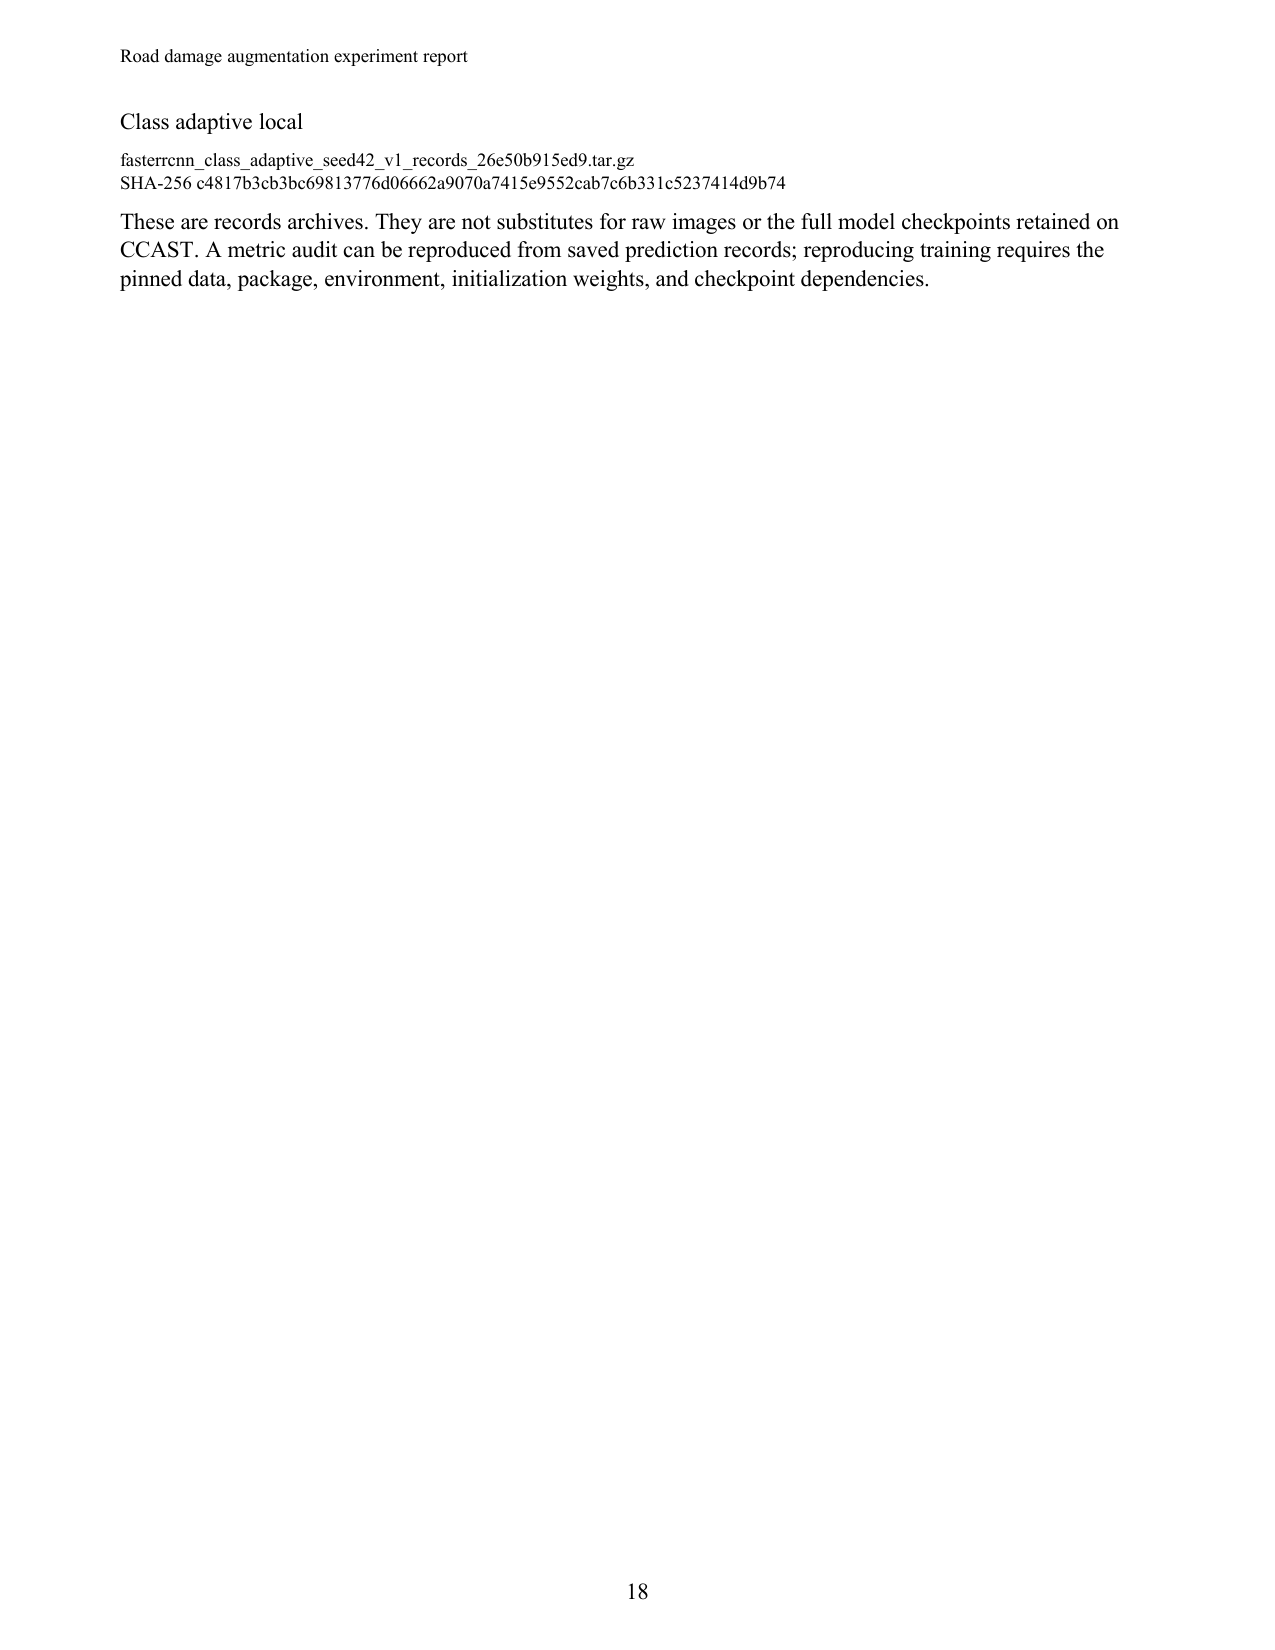 Road damage augmentation experiment report
Class adaptive local
fasterrcnn_class_adaptive_seed42_v1_records_26e50b915ed9.tar.gz
SHA-256 c4817b3cb3bc69813776d06662a9070a7415e9552cab7c6b331c5237414d9b74
These are records archives. They are not substitutes for raw images or the full model checkpoints retained on
CCAST. A metric audit can be reproduced from saved prediction records; reproducing training requires the
pinned data, package, environment, initialization weights, and checkpoint dependencies.
18